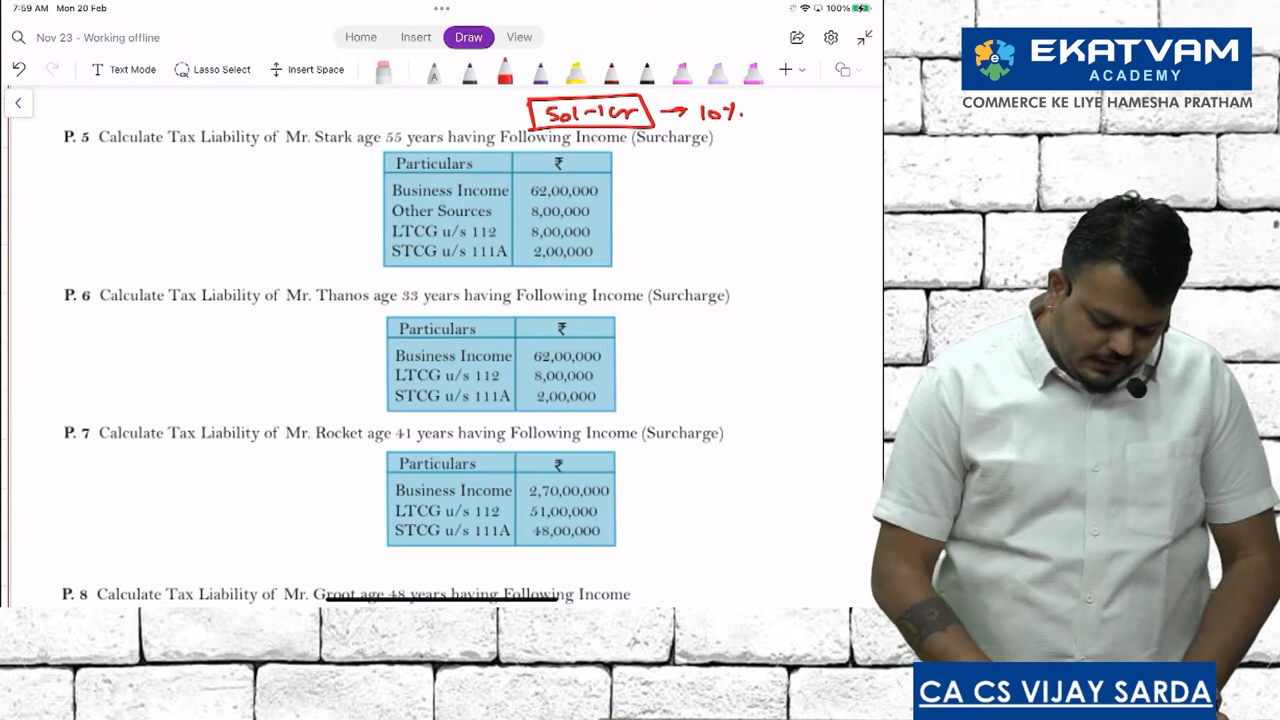 7:59 AM Mon 20 Feb
100%
Nov 23 - Working offline
Home Insert Draw View
Text Mode Lasso Select Insert Space
50l-1cr → 10%.
P. 5 Calculate Tax Liability of Mr. Stark age 55 years having Following Income (Surcharge)
Particulars ₹
Business Income 62,00,000
Other Sources 8,00,000
LTCG u/s 112 8,00,000
STCG u/s 111A 2,00,000
P. 6 Calculate Tax Liability of Mr. Thanos age 33 years having Following Income (Surcharge)
Particulars ₹
Business Income 62,00,000
LTCG u/s 112 8,00,000
STCG u/s 111A 2,00,000
P. 7 Calculate Tax Liability of Mr. Rocket age 41 years having Following Income (Surcharge)
Particulars ₹
Business Income 2,70,00,000
LTCG u/s 112 51,00,000
STCG u/s 111A 48,00,000
P. 8 Calculate Tax Liability of Mr. Groot age 48 years having Following Income
e
EKATVAM
ACADEMY
COMMERCE KE LIYE HAMESHA PRATHAM
CA CS VIJAY SARDA